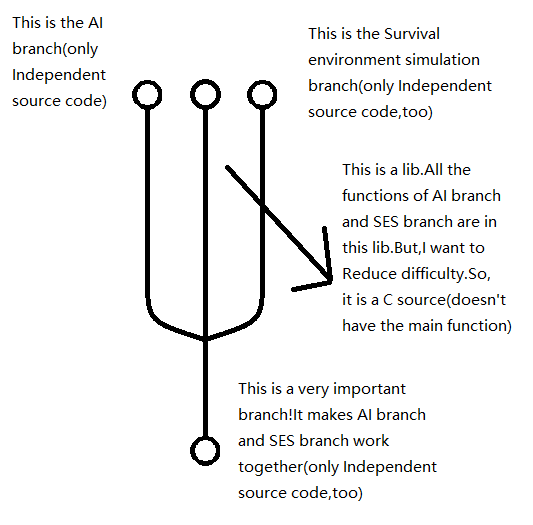 This is the AI
branch(only
Independent
source code)
This is the Survival
environment simulation
branch(only Independent
source code,too)
This is a lib.All the
functions of AI branch
and SES branch are in
this lib.But,I want to
Reduce difficulty.So,
it is a C source(doesn't
have the main function)
This is a very important
branch!It makes AI branch
and SES branch work
together(only Independent
source code,too)